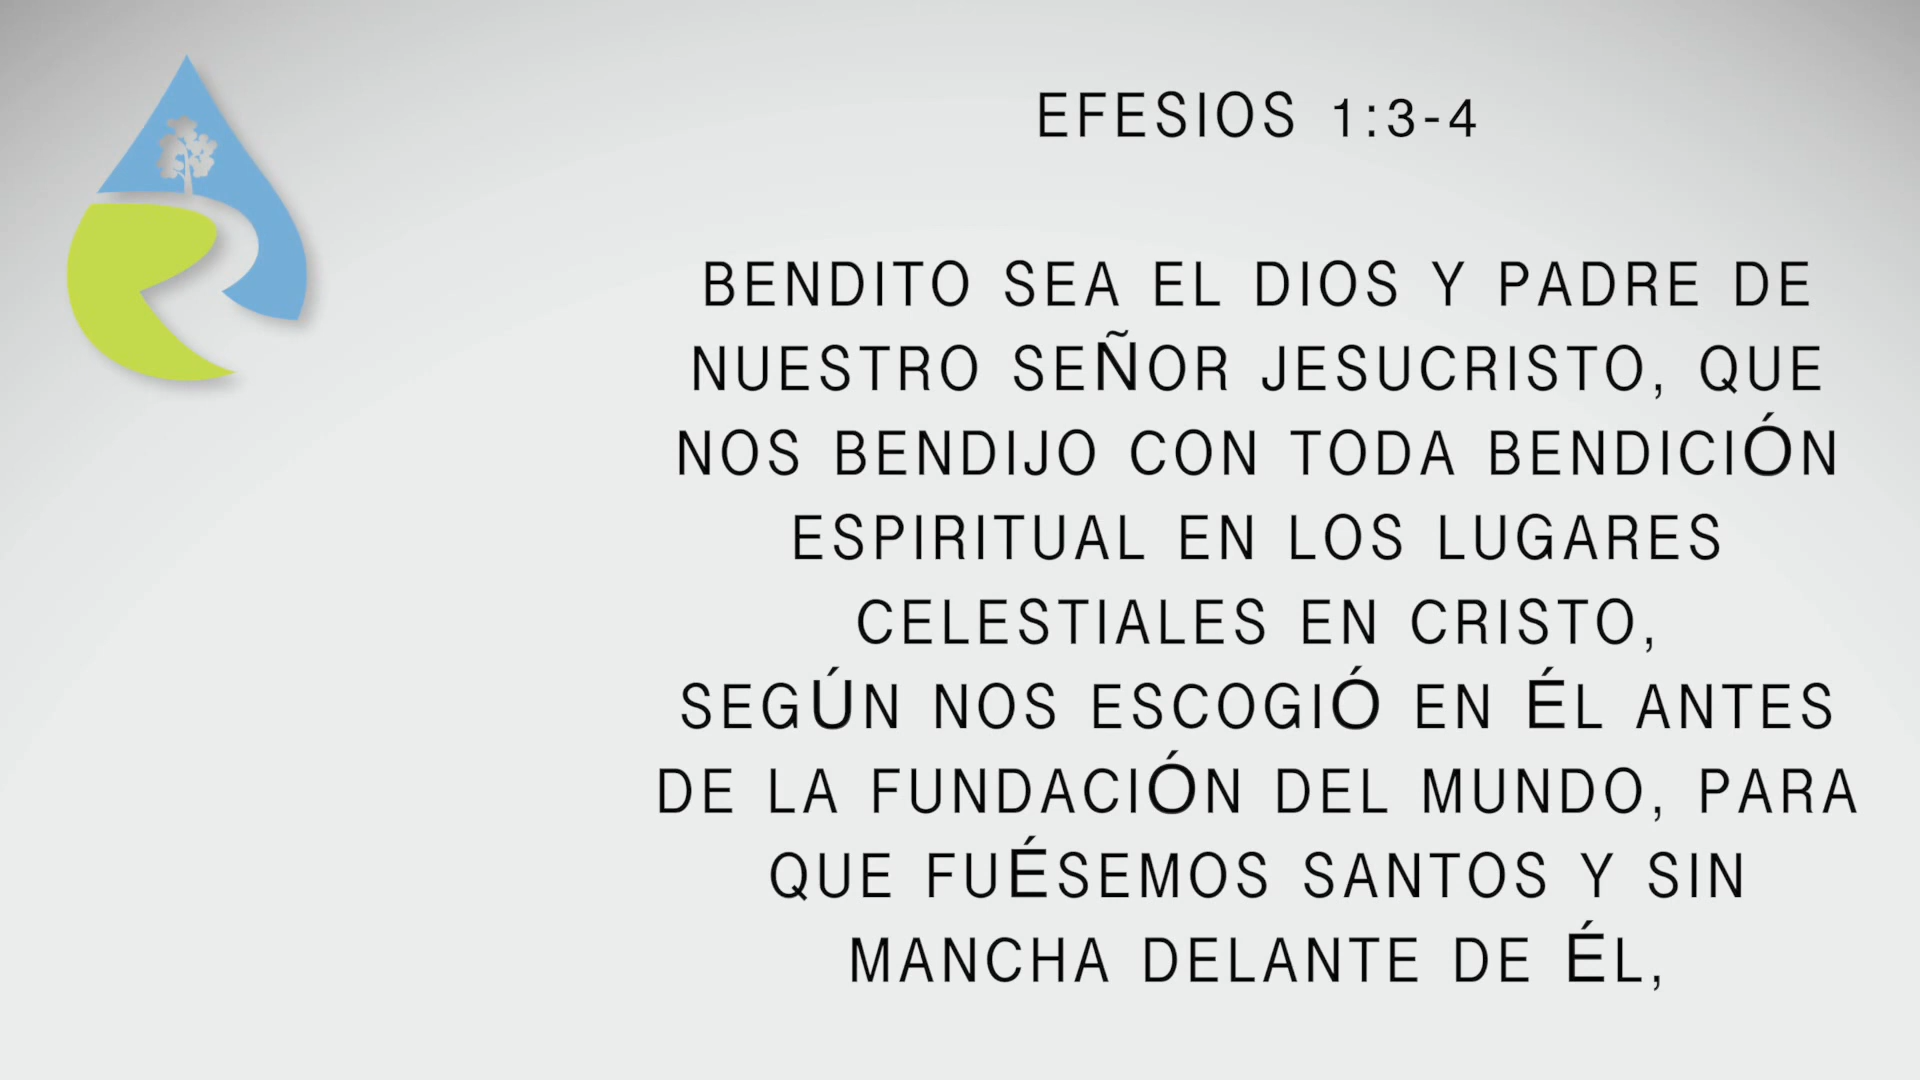 EFESIOS 1:3-4
BENDITO SEA EL DIOS Y PADRE DE
NUESTRO SEÑOR JESUCRISTO, QUE
NOS BENDIJO CON TODA BENDICIÓN
ESPIRITUAL EN LOS LUGARES
CELESTIALES EN CRISTO,
SEGÚN NOS ESCOGIÓ EN ÉL ANTES
DE LA FUNDACIÓN DEL MUNDO, PARA
QUE FUÉSEMOS SANTOS Y SIN
MANCHA DELANTE DE ÉL,